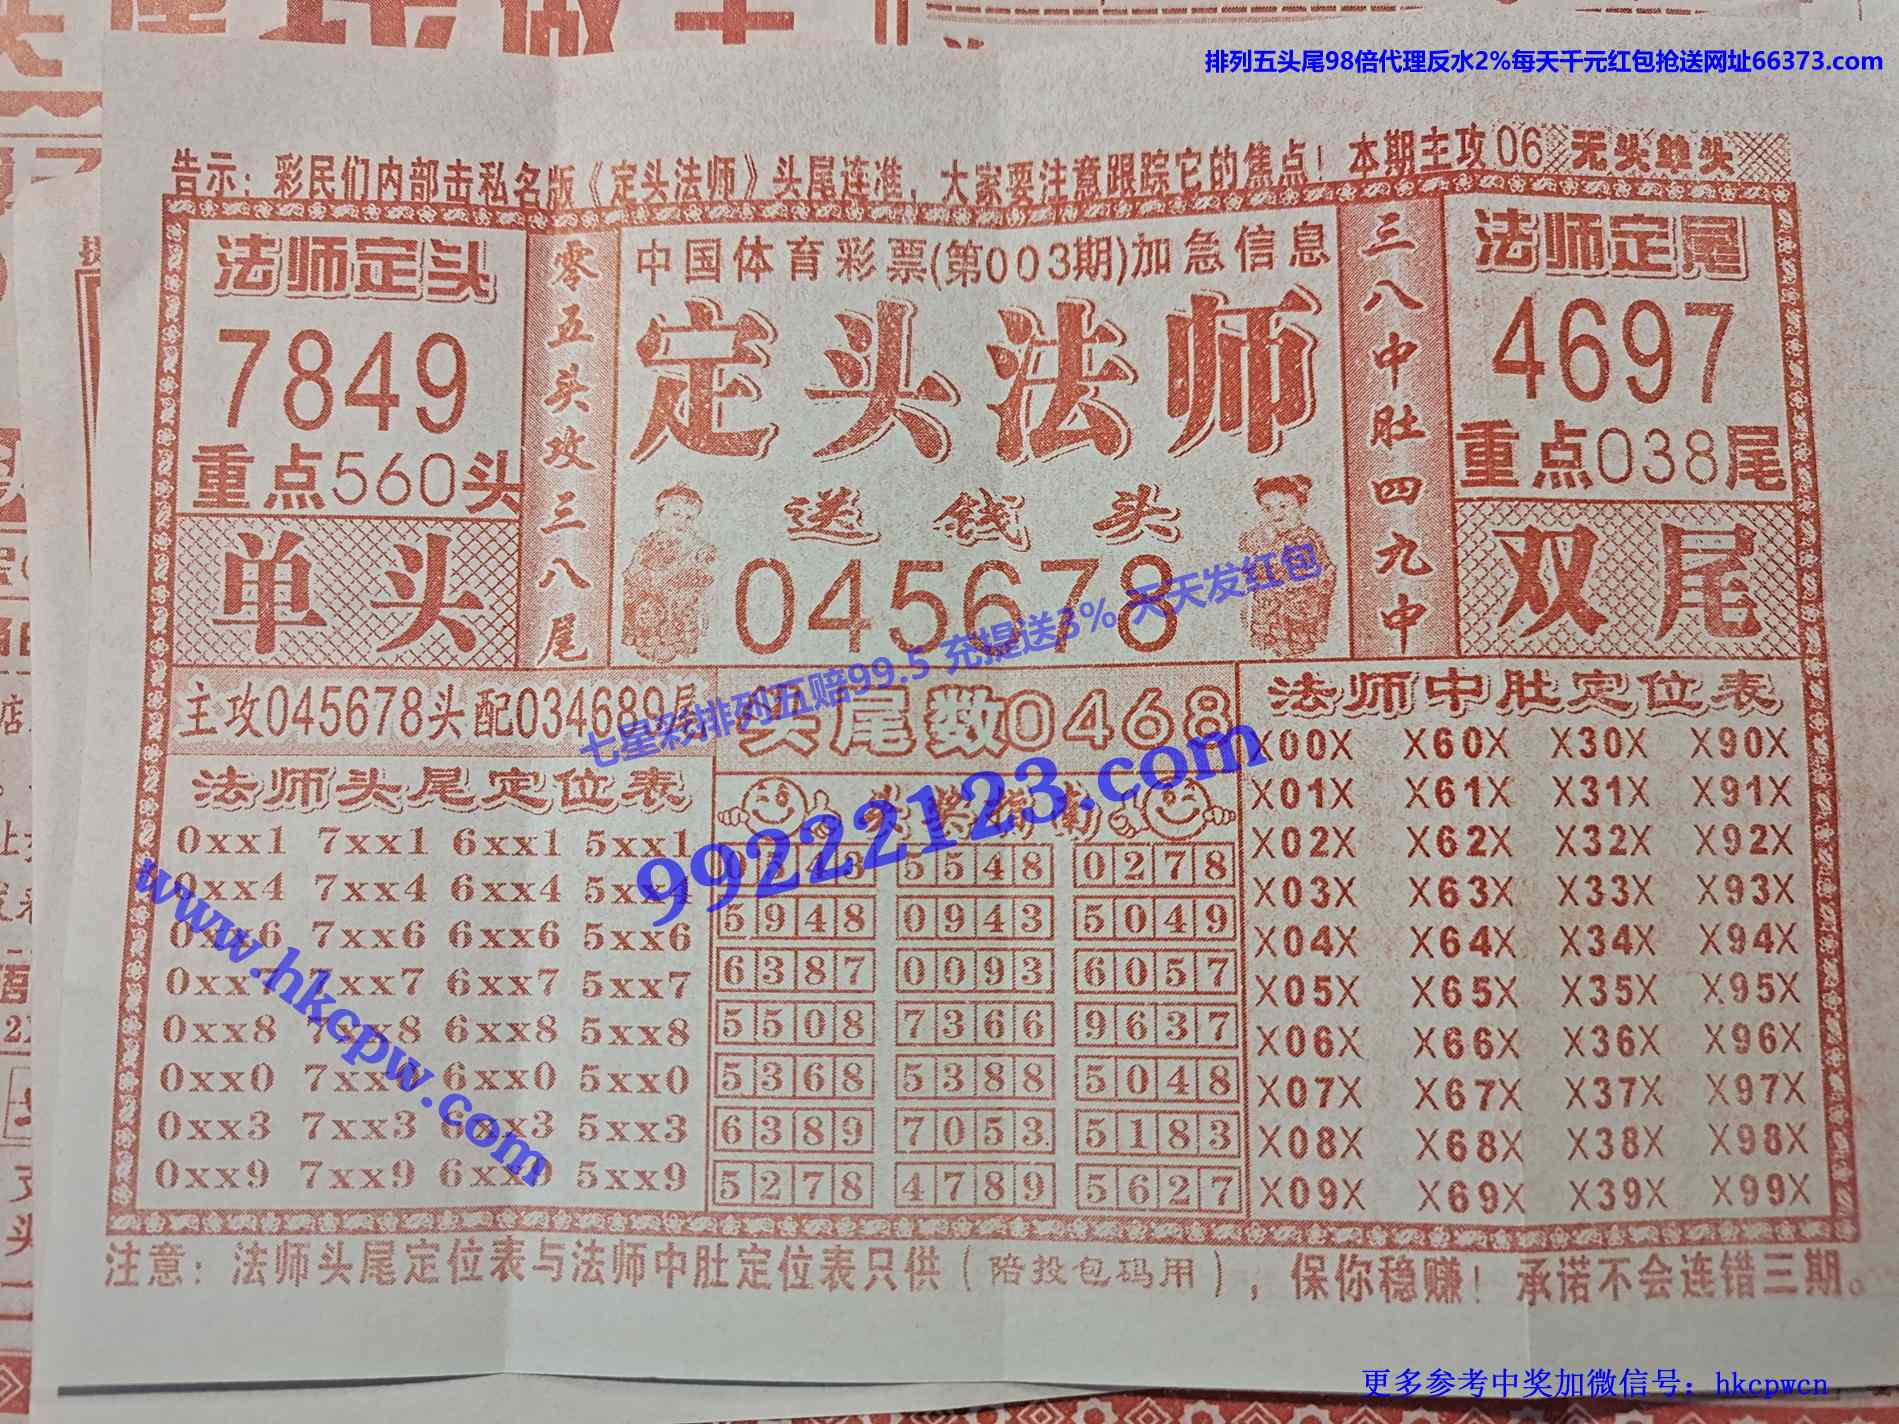 排列五头尾98倍代理反水2%每天千元红包抢送网址66373.com
告示：彩民们内部击私名版《定头法师》头尾连准，大家要注意跟踪它的焦点！本期主攻06无头单头
法师定头
7849
重点560头
单头
零五头攻三八尾
中国体育彩票(第003期)加急信息
定头法师
送钱头
045678
三八中肚四九中
法师定尾
4697
重点038尾
双尾
七星彩排列五赔99.5 充提送3% 天天发红包
99222123.com
www.hkcpw.com
主攻045678头配034689尾
头尾数0468
法师头尾定位表
0xx1 7xx1 6xx1 5xx1
0xx4 7xx4 6xx4 5xx4
0xx6 7xx6 6xx6 5xx6
0xx7 7xx7 6xx7 5xx7
0xx8 7xx8 6xx8 5xx8
0xx0 7xx0 6xx0 5xx0
0xx3 7xx3 6xx3 5xx3
0xx9 7xx9 6xx9 5xx9
5548 0278
5948 0943 5049
6387 0093 6057
5508 7366 9637
5368 5388 5048
6389 7053 5183
5278 4789 5627
法师中肚定位表
X00X X60X X30X X90X
X01X X61X X31X X91X
X02X X62X X32X X92X
X03X X63X X33X X93X
X04X X64X X34X X94X
X05X X65X X35X X95X
X06X X66X X36X X96X
X07X X67X X37X X97X
X08X X68X X38X X98X
X09X X69X X39X X99X
注意：法师头尾定位表与法师中肚定位表只供（陪投包码用），保你稳赚！承诺不会连错三期。
更多参考中奖加微信号：hkcpwcn